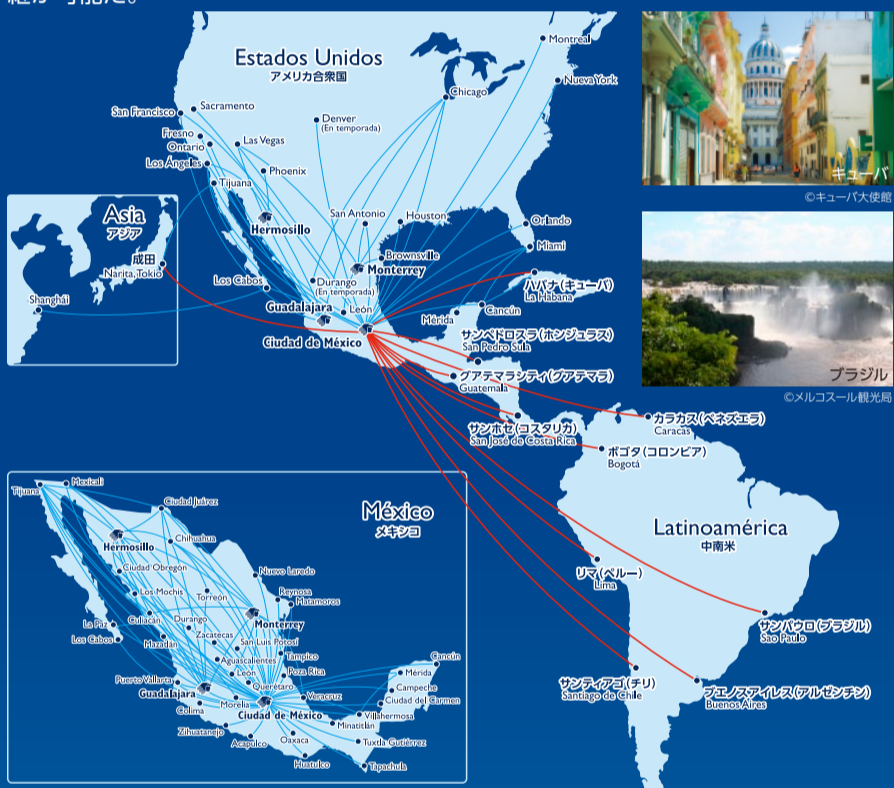 Estados Unidos
アメリカ合衆国
Montreal
Nueva York
Chicago
San Francisco
Sacramento
Denver
(En temporada)
Fresno
Ontario
Las Vegas
Los Ángeles
Phoenix
Tijuana
Hermosillo
San Antonio
Houston
Orlando
Miami
Brownsville
Monterrey
Los Cabos
Durango
(En temporada)
León
Guadalajara
Ciudad de México
Mérida
Cancún
ハバナ(キューバ)
La Habana
サンペドロスラ(ホンジュラス)
San Pedro Sula
グアテマラシティ(グアテマラ)
Guatemala
サンホセ(コスタリカ)
San José de Costa Rica
カラカス(ベネズエラ)
Caracas
ボゴタ(コロンビア)
Bogotá
Latinoamérica
中南米
リマ(ペルー)
Lima
サンパウロ(ブラジル)
Sao Paulo
サンティアゴ(チリ)
Santiago de Chile
ブエノスアイレス(アルゼンチン)
Buenos Aires
Asia
アジア
成田
Narita, Tokio
Shanghái
キューバ
©キューバ大使館
ブラジル
©メルコスール観光局
México
メキシコ
Tijuana
Mexicali
Ciudad Juárez
Hermosillo
Chihuahua
Ciudad Obregón
Nuevo Laredo
Los Mochis
Torreón
Reynosa
Matamoros
La Paz
Culiacán
Durango
Monterrey
Los Cabos
Mazatlán
Zacatecas
San Luis Potosí
Aguascalientes
Tampico
Cancún
Puerto Vallarta
León
Poza Rica
Mérida
Guadalajara
Querétaro
Campeche
Colima
Morelia
Veracruz
Ciudad del Carmen
Ciudad de México
Villahermosa
Zihuatanejo
Minatitlán
Acapulco
Oaxaca
Tuxtla Gutiérrez
Huatulco
Tapachula